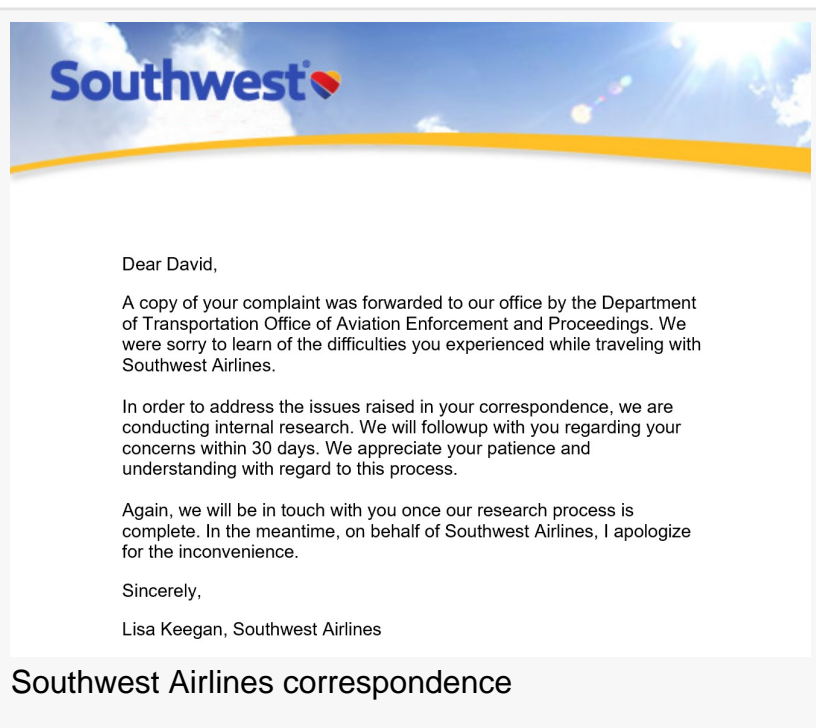 Southwest
Dear David,
A copy of your complaint was forwarded to our office by the Department
of Transportation Office of Aviation Enforcement and Proceedings. We
were sorry to learn of the difficulties you experienced while traveling with
Southwest Airlines.
In order to address the issues raised in your correspondence, we are
conducting internal research. We will followup with you regarding your
concerns within 30 days. We appreciate your patience and
understanding with regard to this process.
Again, we will be in touch with you once our research process is
complete. In the meantime, on behalf of Southwest Airlines, I apologize
for the inconvenience.
Sincerely,
Lisa Keegan, Southwest Airlines
Southwest Airlines correspondence